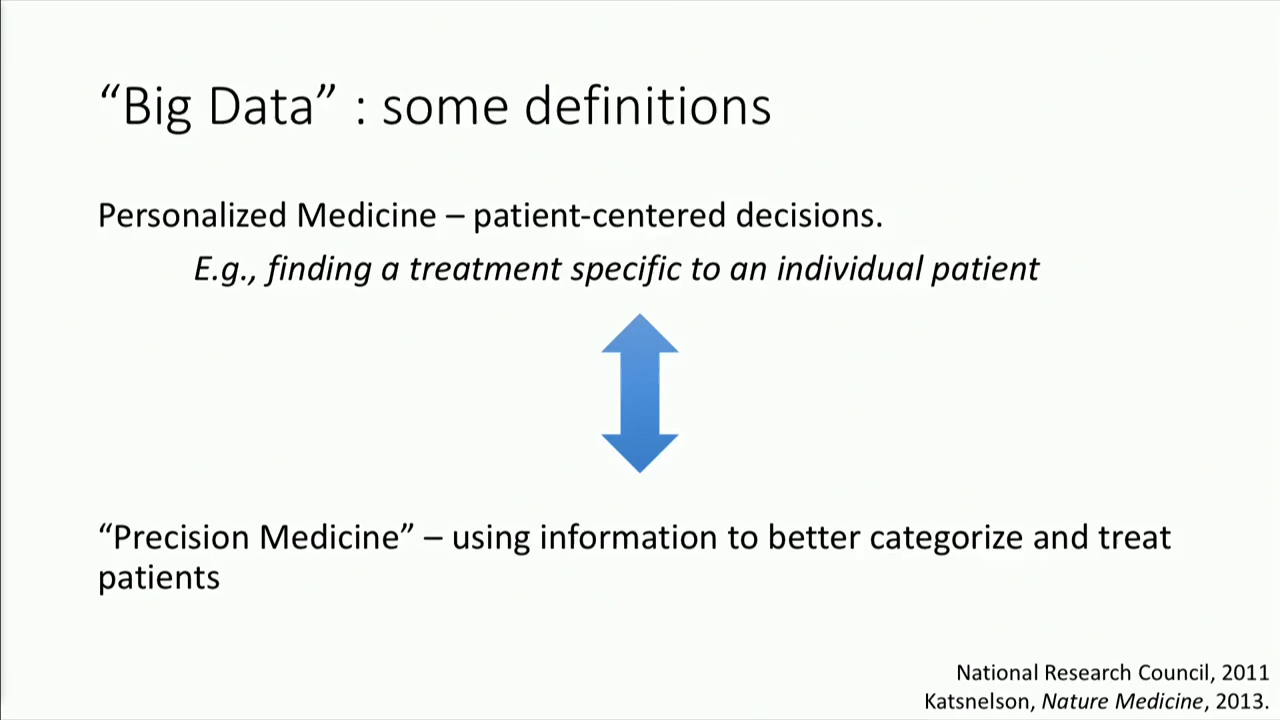 “Big Data” : some definitions
Personalized Medicine – patient-centered decisions.
E.g., finding a treatment specific to an individual patient
“Precision Medicine” – using information to better categorize and treat
patients
National Research Council, 2011
Katsnelson, Nature Medicine, 2013.